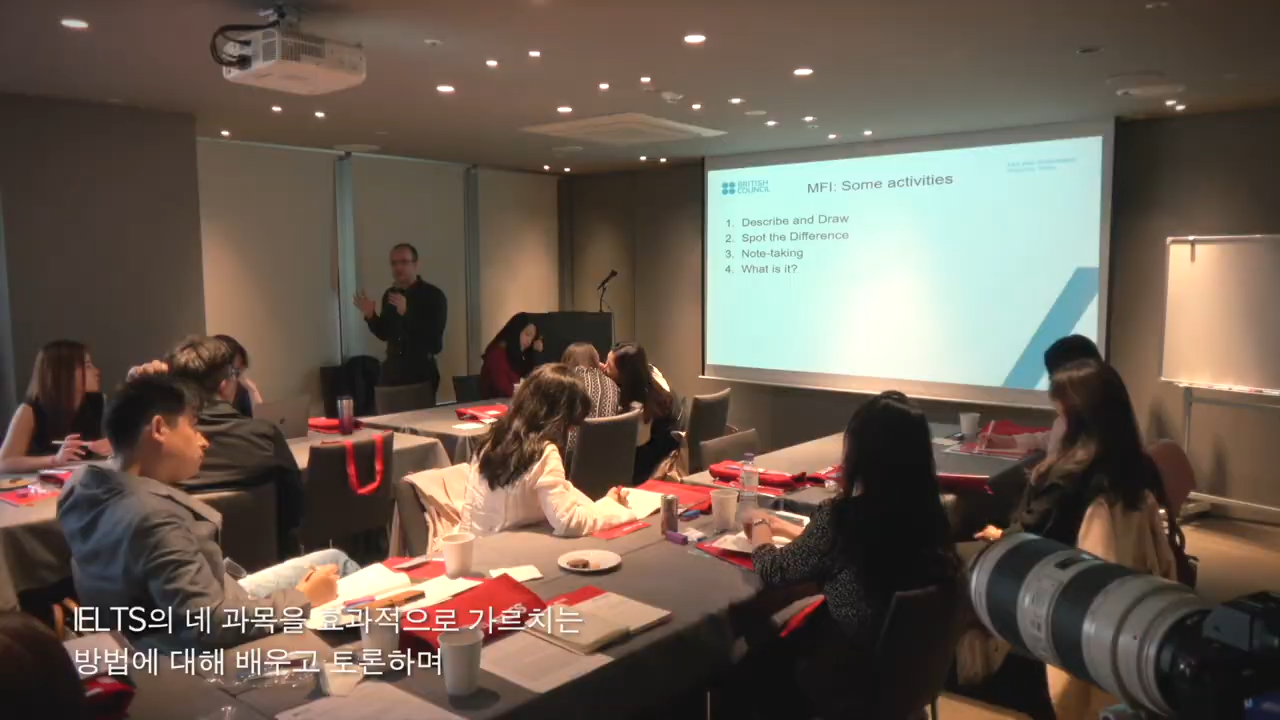 BRITISH
COUNCIL
MFI: Some activities
1. Describe and Draw
2. Spot the Difference
3. Note-taking
4. What is it?
IELTS의 네 과목을 효과적으로 가르치는
방법에 대해 배우고 토론하며